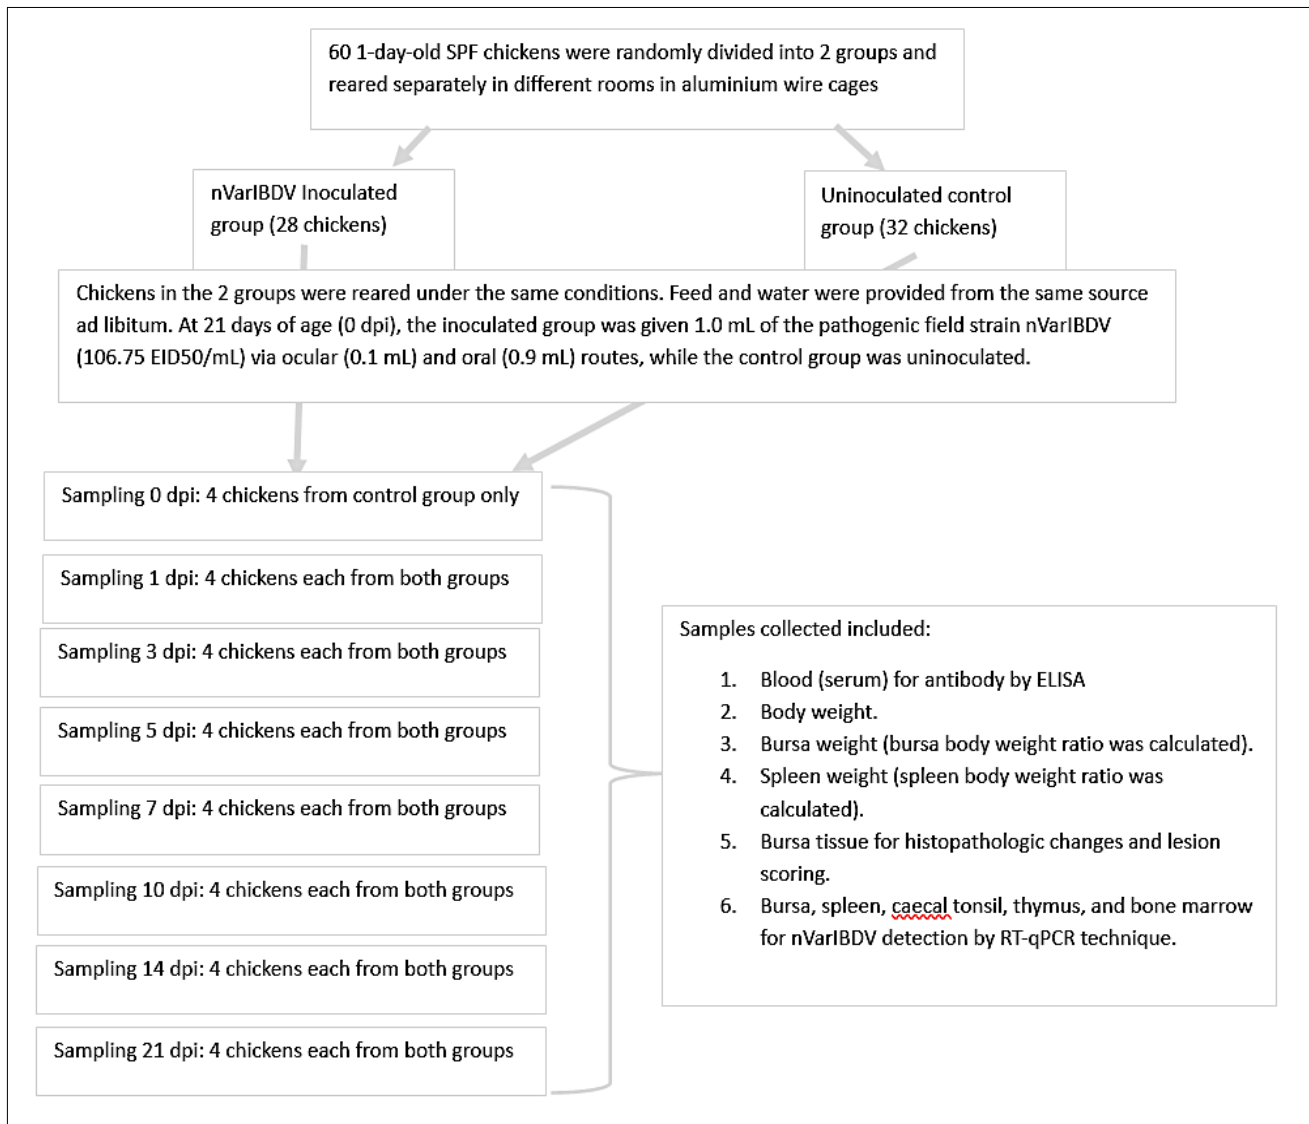 60 1-day-old SPF chickens were randomly divided into 2 groups and
reared separately in different rooms in aluminium wire cages
nVarIBDV Inoculated
group (28 chickens)
Uninoculated control
group (32 chickens)
Chickens in the 2 groups were reared under the same conditions. Feed and water were provided from the same source
ad libitum. At 21 days of age (0 dpi), the inoculated group was given 1.0 mL of the pathogenic field strain nVarIBDV
(106.75 EID50/mL) via ocular (0.1 mL) and oral (0.9 mL) routes, while the control group was uninoculated.
Sampling 0 dpi: 4 chickens from control group only
Sampling 1 dpi: 4 chickens each from both groups
Sampling 3 dpi: 4 chickens each from both groups
Sampling 5 dpi: 4 chickens each from both groups
Sampling 7 dpi: 4 chickens each from both groups
Sampling 10 dpi: 4 chickens each from both groups
Sampling 14 dpi: 4 chickens each from both groups
Sampling 21 dpi: 4 chickens each from both groups
Samples collected included:
1. Blood (serum) for antibody by ELISA
2. Body weight.
3. Bursa weight (bursa body weight ratio was calculated).
4. Spleen weight (spleen body weight ratio was
calculated).
5. Bursa tissue for histopathologic changes and lesion
scoring.
6. Bursa, spleen, caecal tonsil, thymus, and bone marrow
for nVarIBDV detection by RT-qPCR technique.